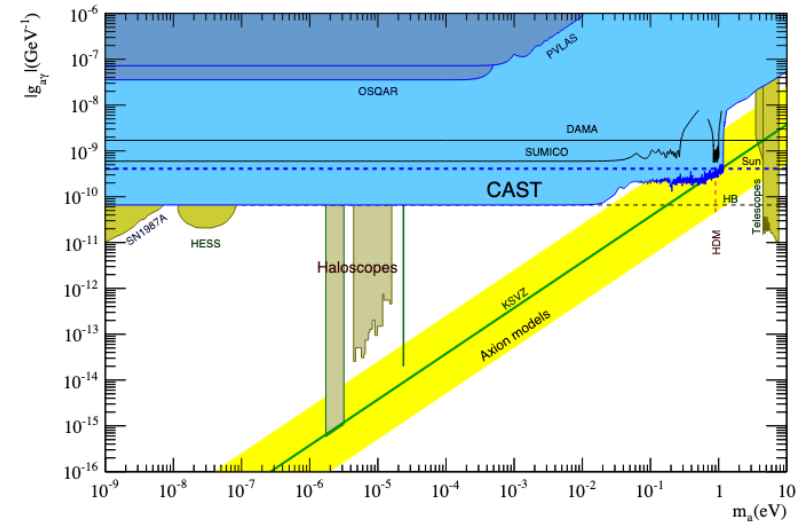 |g_aγ|(GeV⁻¹)
10⁻⁶
10⁻⁷
10⁻⁸
10⁻⁹
10⁻¹⁰
10⁻¹¹
10⁻¹²
10⁻¹³
10⁻¹⁴
10⁻¹⁵
10⁻¹⁶
PVLAS
OSQAR
DAMA
SUMICO
Sun
CAST
HB
Telescopes
SN1987A
HESS
HDM
Haloscopes
KSVZ
Axion models
10⁻⁹ 10⁻⁸ 10⁻⁷ 10⁻⁶ 10⁻⁵ 10⁻⁴ 10⁻³ 10⁻² 10⁻¹ 1 10
m_a(eV)